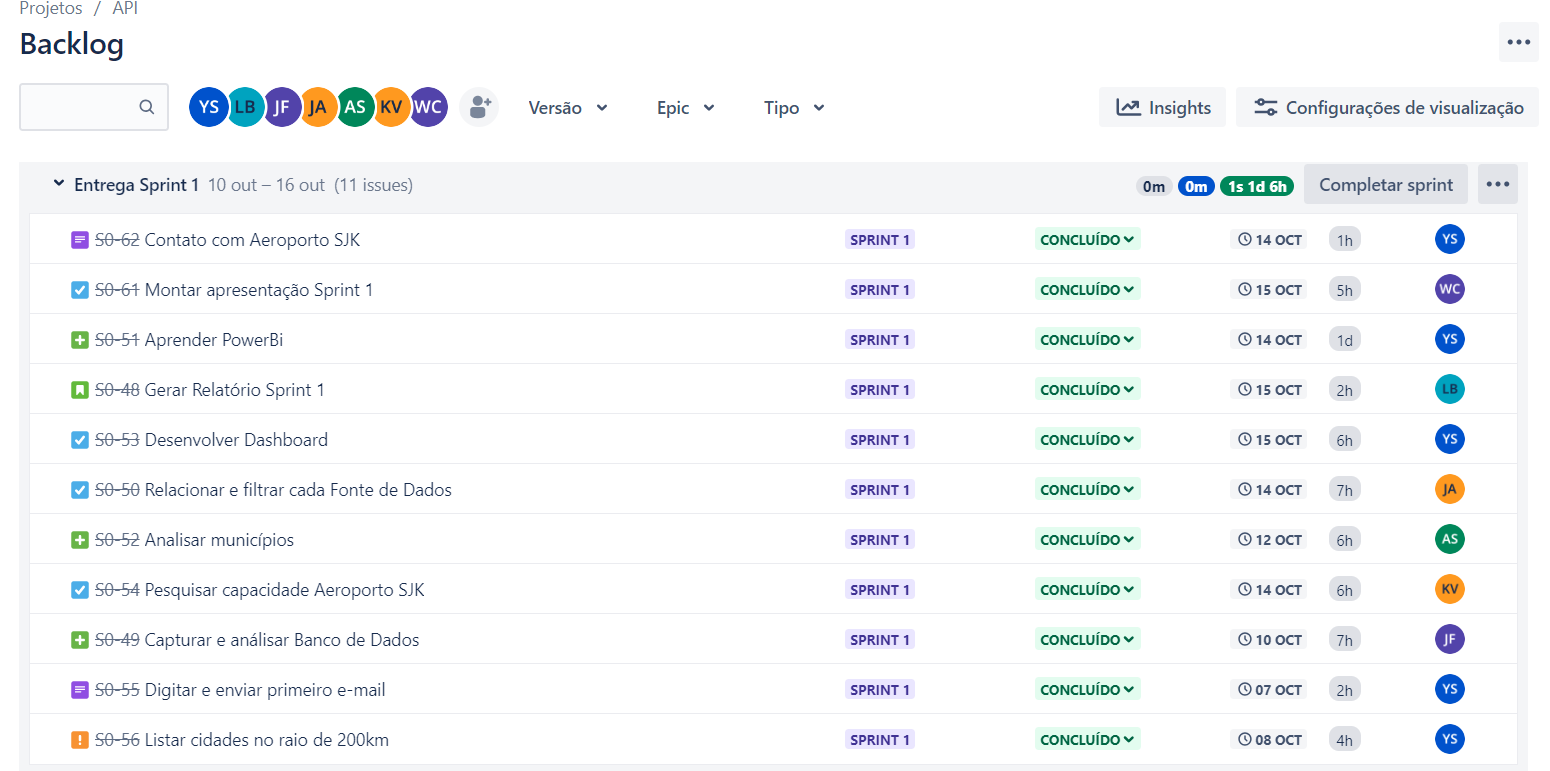 Projetos / API
Backlog
YS LB JF JA AS KV WC Versão Epic Tipo Insights Configurações de visualização
Entrega Sprint 1 10 out – 16 out (11 issues) 0m 0m 1s 1d 6h Completar sprint
S0-62 Contato com Aeroporto SJK SPRINT 1 CONCLUÍDO 14 OCT 1h YS
S0-61 Montar apresentação Sprint 1 SPRINT 1 CONCLUÍDO 15 OCT 5h WC
S0-51 Aprender PowerBi SPRINT 1 CONCLUÍDO 14 OCT 1d YS
S0-48 Gerar Relatório Sprint 1 SPRINT 1 CONCLUÍDO 15 OCT 2h LB
S0-53 Desenvolver Dashboard SPRINT 1 CONCLUÍDO 15 OCT 6h YS
S0-50 Relacionar e filtrar cada Fonte de Dados SPRINT 1 CONCLUÍDO 14 OCT 7h JA
S0-52 Analisar municípios SPRINT 1 CONCLUÍDO 12 OCT 6h AS
S0-54 Pesquisar capacidade Aeroporto SJK SPRINT 1 CONCLUÍDO 14 OCT 6h KV
S0-49 Capturar e análisar Banco de Dados SPRINT 1 CONCLUÍDO 10 OCT 7h JF
S0-55 Digitar e enviar primeiro e-mail SPRINT 1 CONCLUÍDO 07 OCT 2h YS
S0-56 Listar cidades no raio de 200km SPRINT 1 CONCLUÍDO 08 OCT 4h YS